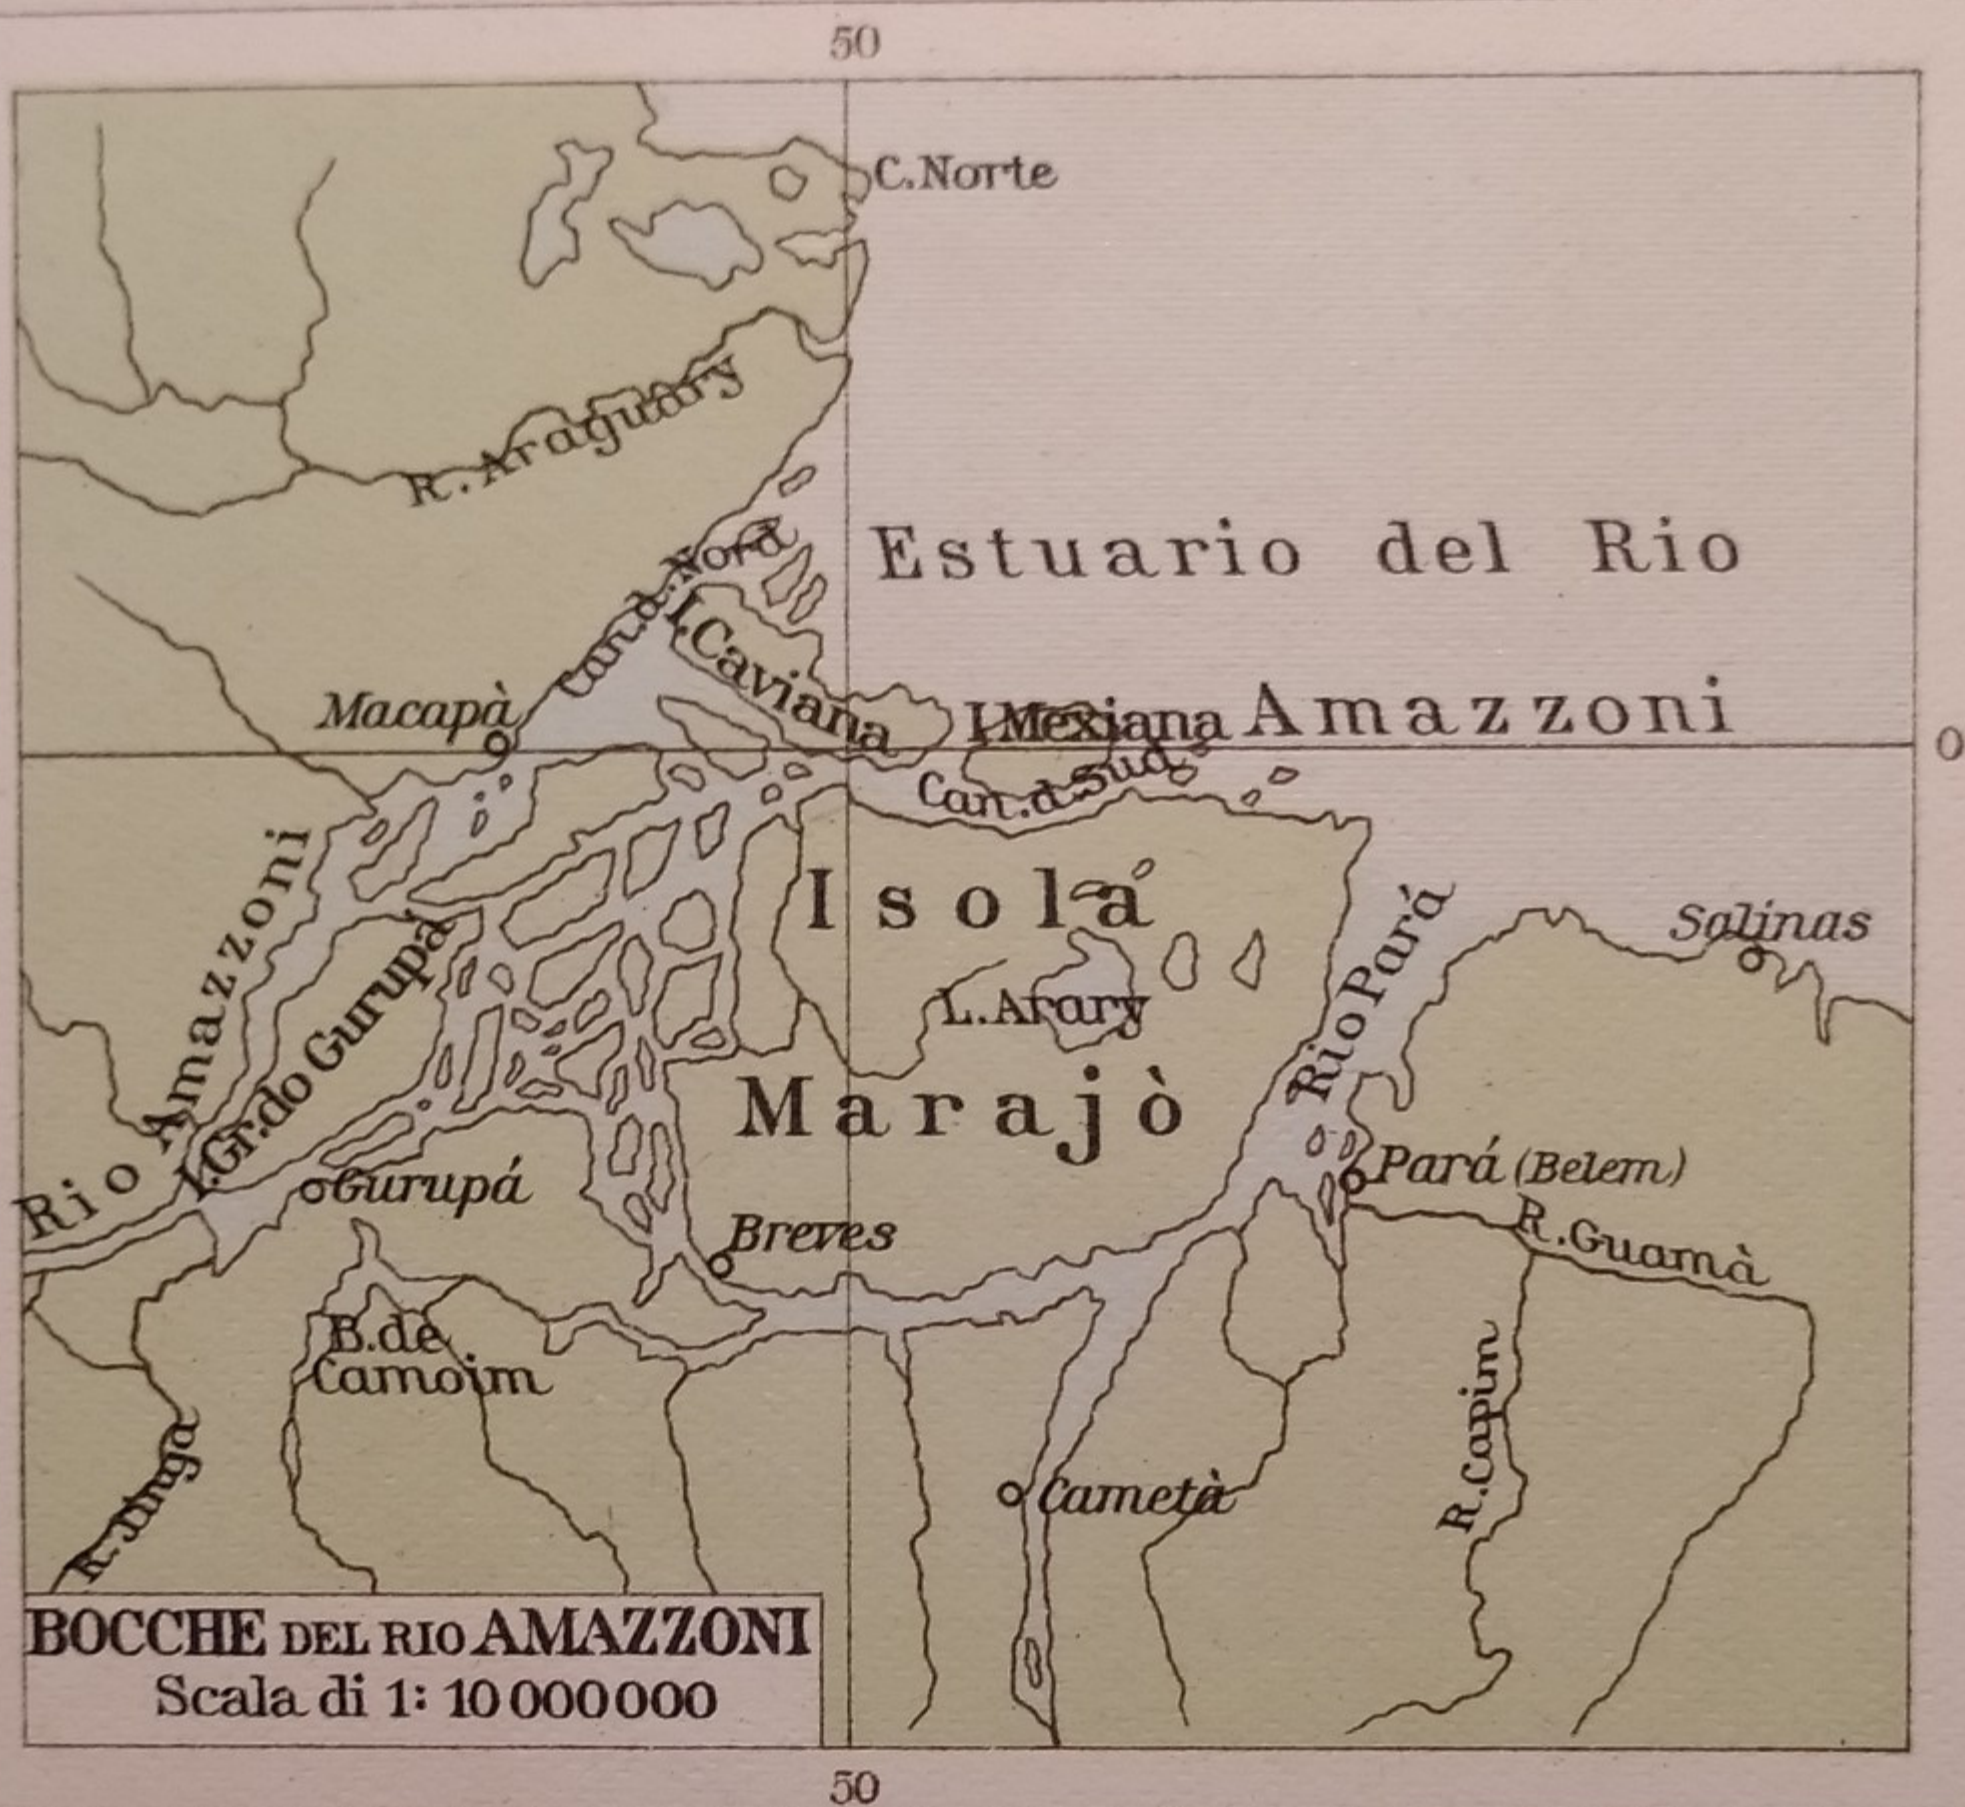 50
C. Norte
R. Araguary
Can. d. Nord
Estuario del Rio
Amazzoni
I. Caviana
Macapà
I Mexiana
0
Can. d. Sud
Isola
Marajò
Rio Amazzoni
I. Gr. do Gurupá
Rio Pará
Salinas
L. Arary
Gurupá
Pará (Belem)
Breves
R. Guamà
B. de
Camoim
R. Capim
Cametà
BOCCHE DEL RIO AMAZZONI
Scala di 1: 10 000 000
50